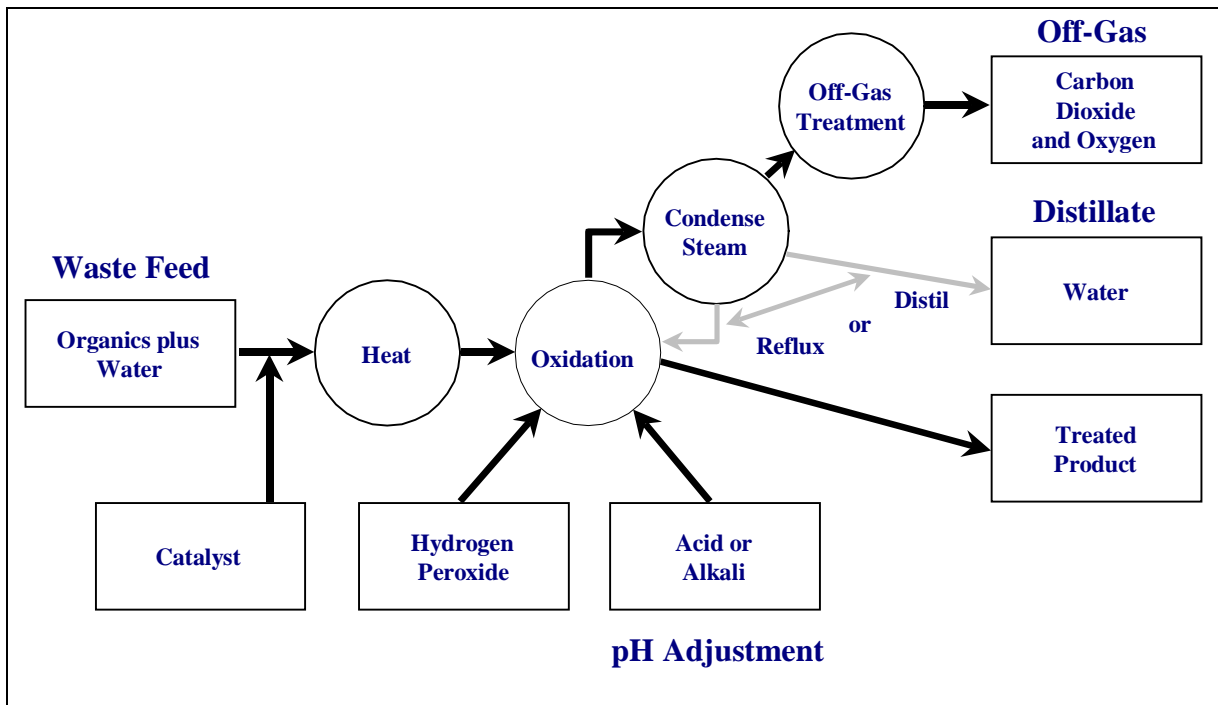 Off-Gas
Carbon
Dioxide
and Oxygen
Off-Gas
Treatment
Condense
Steam
Distillate
Water
Distil
or
Reflux
Waste Feed
Organics plus
Water
Heat
Oxidation
Treated
Product
Catalyst
Hydrogen
Peroxide
Acid or
Alkali
pH Adjustment